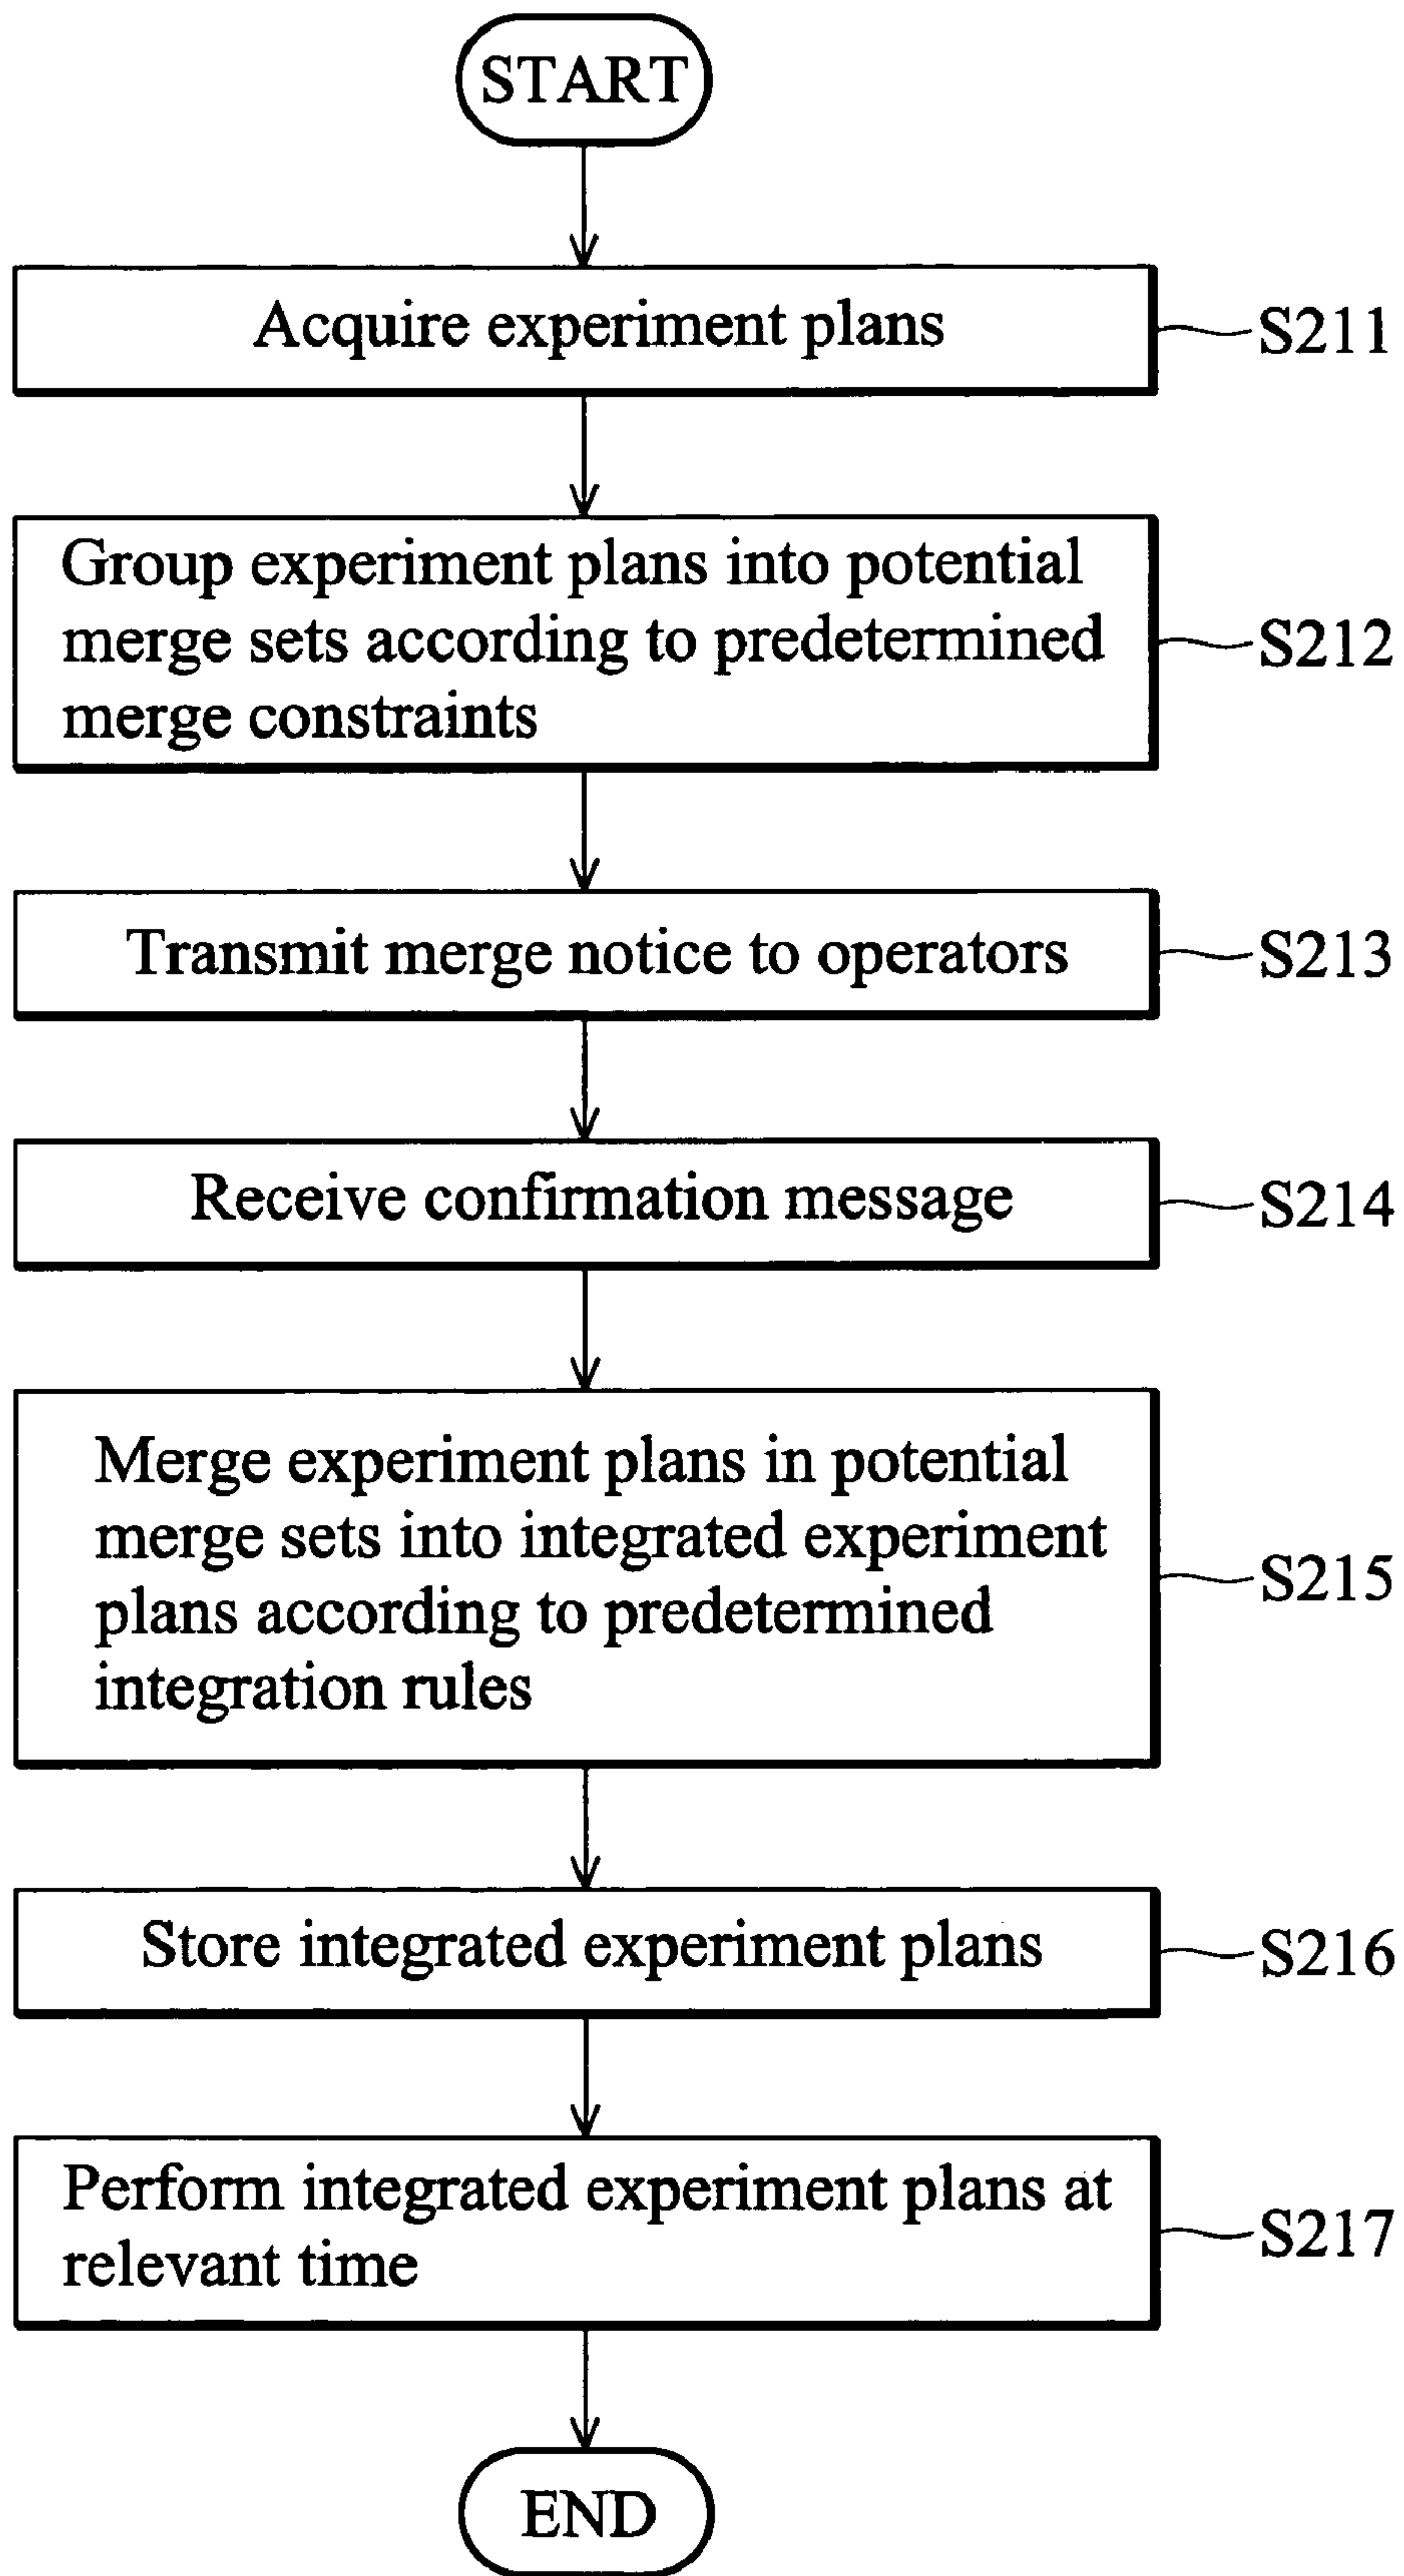 START
Acquire experiment plans
S211
Group experiment plans into potential
merge sets according to predetermined
merge constraints
S212
Transmit merge notice to operators
S213
Receive confirmation message
S214
Merge experiment plans in potential
merge sets into integrated experiment
plans according to predetermined
integration rules
S215
Store integrated experiment plans
S216
Perform integrated experiment plans at
relevant time
S217
END